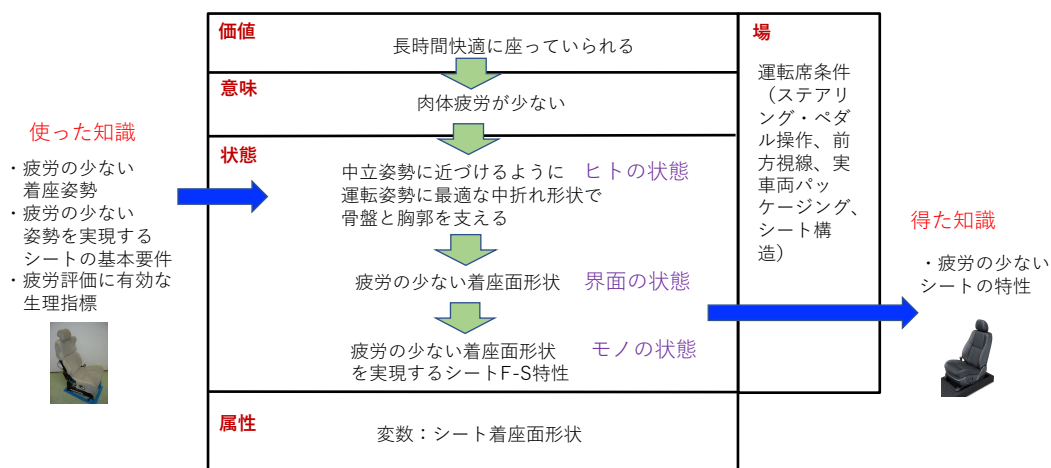 使った知識
・疲労の少ない
着座姿勢
・疲労の少ない
姿勢を実現する
シートの基本要件
・疲労評価に有効な
生理指標
価値
長時間快適に座っていられる
意味
肉体疲労が少ない
状態
中立姿勢に近づけるように
運転姿勢に最適な中折れ形状で
骨盤と胸郭を支える
ヒトの状態
疲労の少ない着座面形状
界面の状態
疲労の少ない着座面形状
を実現するシートF-S特性
モノの状態
属性
変数：シート着座面形状
場
運転席条件
（ステアリ
ング・ペダ
ル操作、前
方視線、実
車両パッ
ケージング、
シート構
造）
得た知識
・疲労の少ない
シートの特性